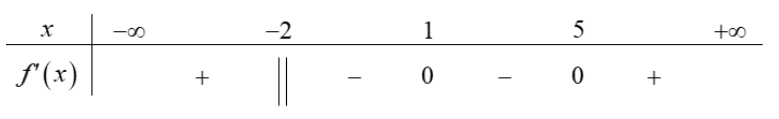 x −∞ −2 1 5 +∞
f′(x) + || − 0 − 0 +